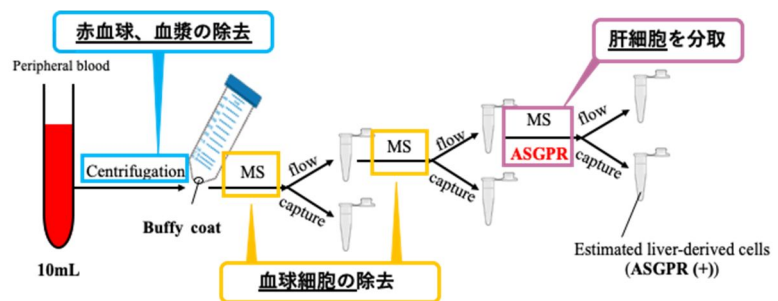 赤血球、血漿の除去
肝細胞を分取
Peripheral blood
Centrifugation
MS
flow
capture
MS
flow
capture
MS
ASGPR
flow
capture
Buffy coat
10mL
血球細胞の除去
Estimated liver-derived cells
(ASGPR (+))